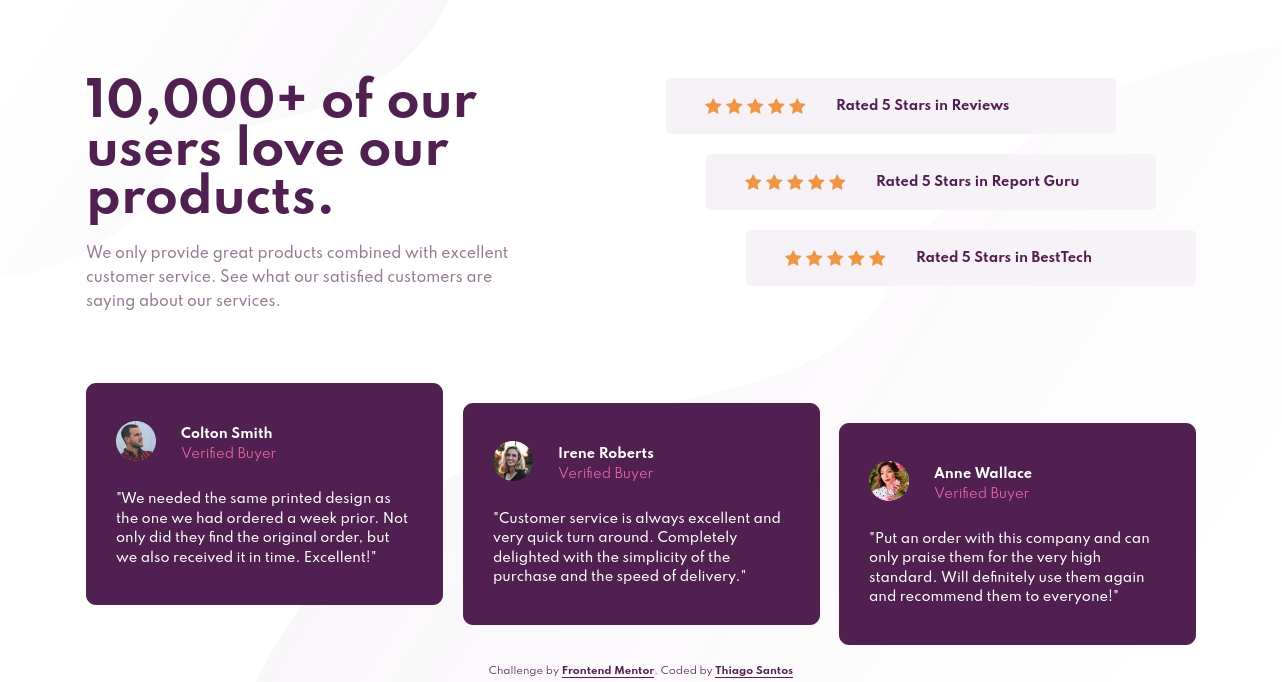 10,000+ of our
users love our
products.
We only provide great products combined with excellent
customer service. See what our satisfied customers are
saying about our services.
Rated 5 Stars in Reviews
Rated 5 Stars in Report Guru
Rated 5 Stars in BestTech
Colton Smith
Verified Buyer
"We needed the same printed design as
the one we had ordered a week prior. Not
only did they find the original order, but
we also received it in time. Excellent!"
Irene Roberts
Verified Buyer
"Customer service is always excellent and
very quick turn around. Completely
delighted with the simplicity of the
purchase and the speed of delivery."
Anne Wallace
Verified Buyer
"Put an order with this company and can
only praise them for the very high
standard. Will definitely use them again
and recommend them to everyone!"
Challenge by Frontend Mentor. Coded by Thiago Santos